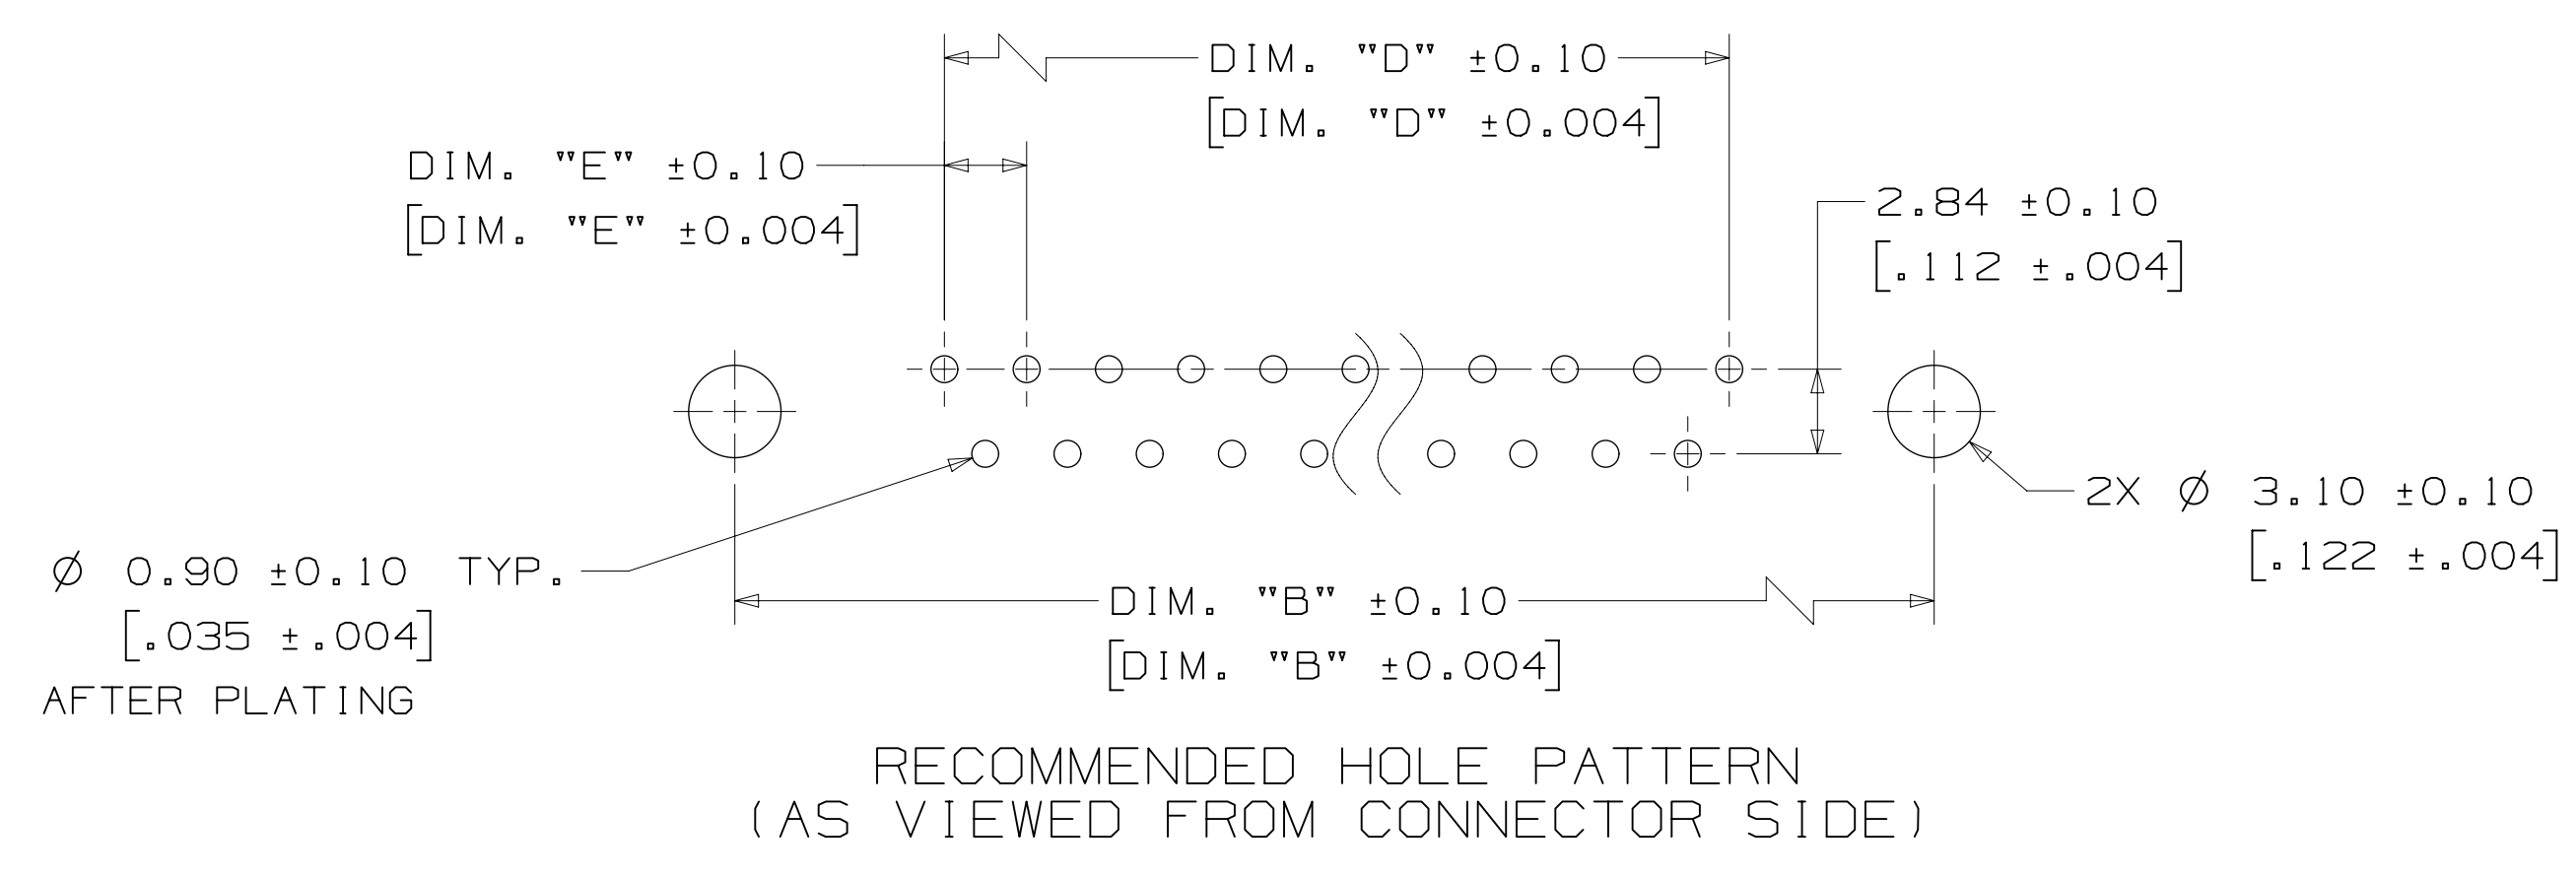 DIM. "D" ±0.10
[DIM. "D" ±0.004]
DIM. "E" ±0.10
[DIM. "E" ±0.004]
2.84 ±0.10
[.112 ±.004]
2X Ø 3.10 ±0.10
[.122 ±.004]
Ø 0.90 ±0.10 TYP.
[.035 ±.004]
AFTER PLATING
DIM. "B" ±0.10
[DIM. "B" ±0.004]
RECOMMENDED HOLE PATTERN
(AS VIEWED FROM CONNECTOR SIDE)